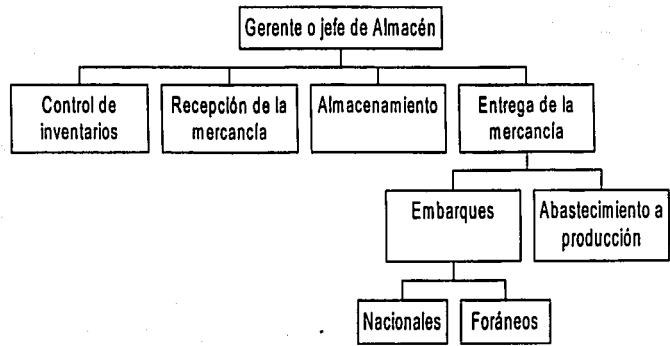 Gerente o jefe de Almacén
Control de
inventarios
Recepción de la
mercancía
Almacenamiento
Entrega de la
mercancía
Embarques
Abastecimiento a
producción
Nacionales
Foráneos